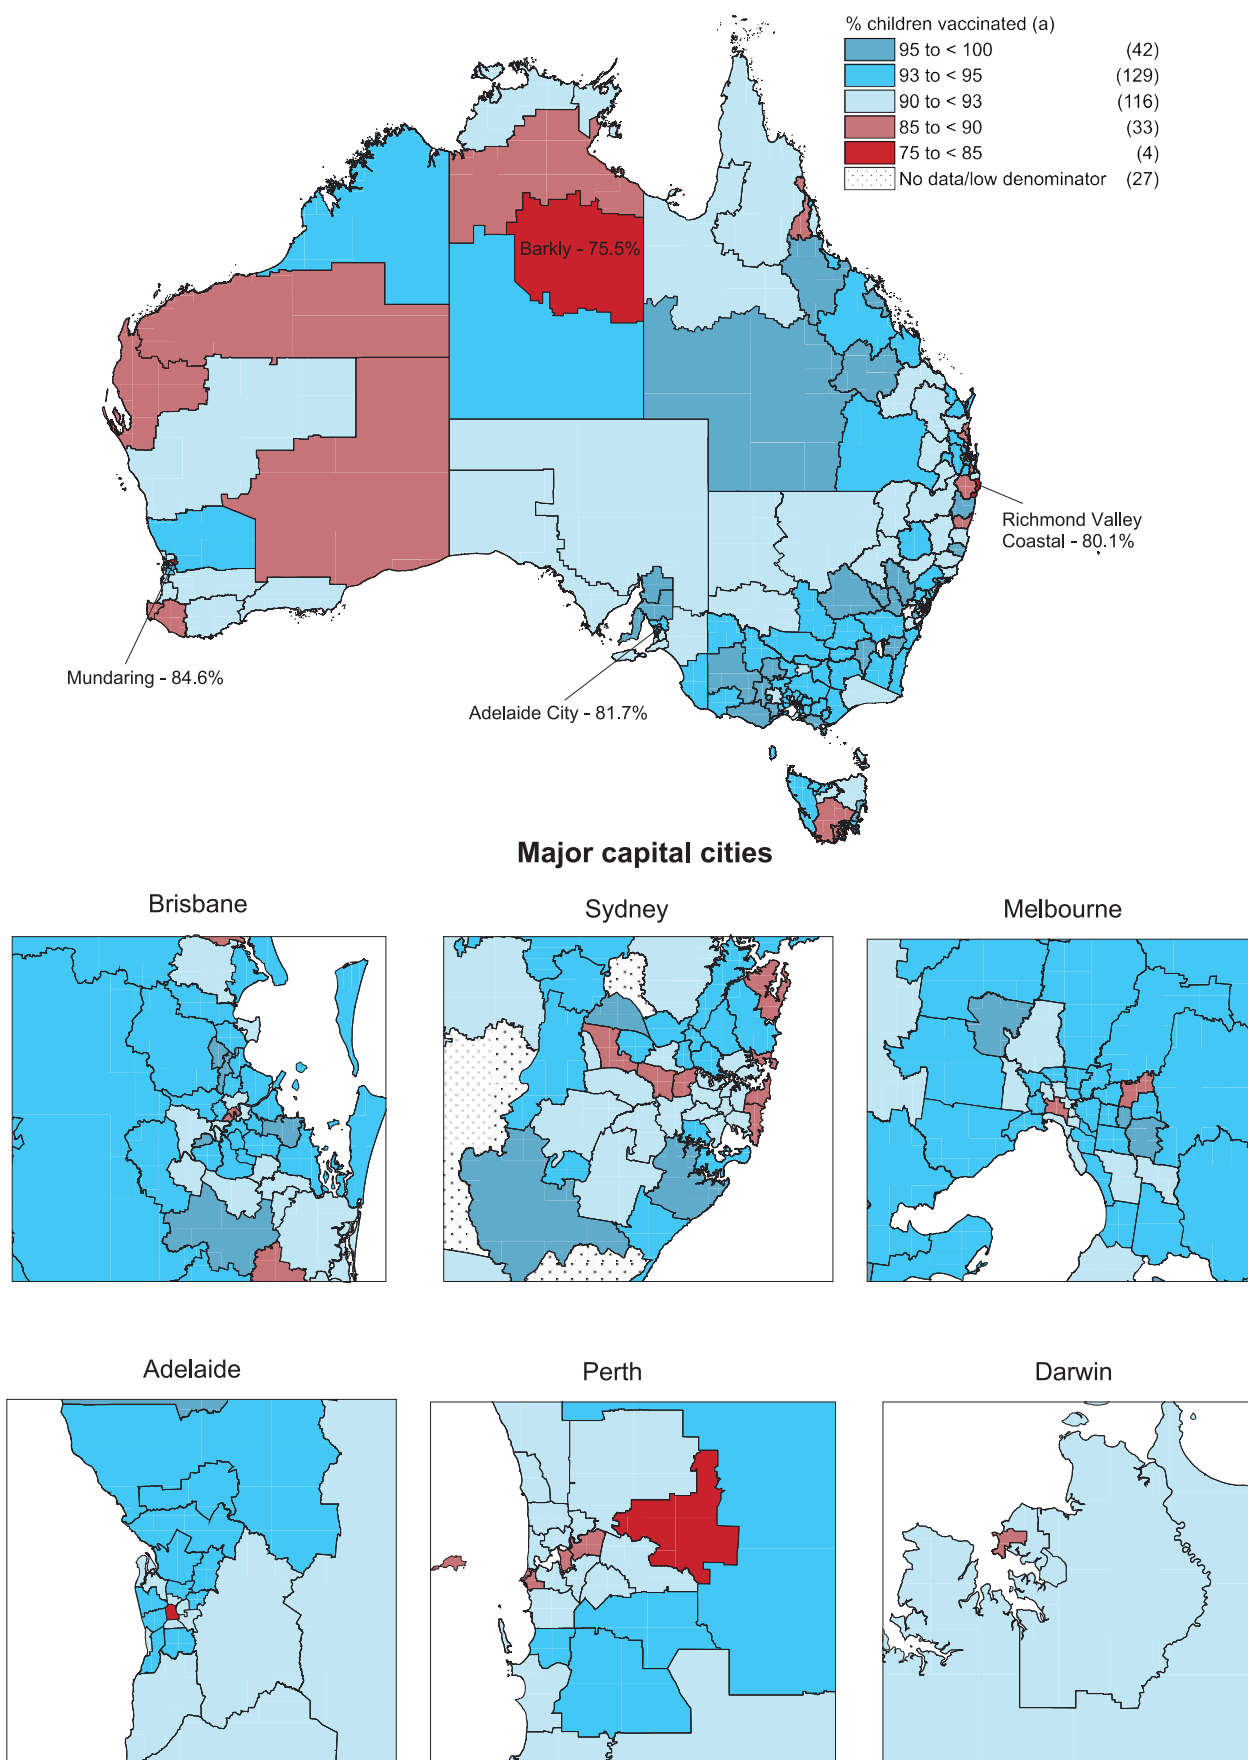 % children vaccinated (a)
95 to < 100 (42)
93 to < 95 (129)
90 to < 93 (116)
85 to < 90 (33)
75 to < 85 (4)
No data/low denominator (27)
Barkly - 75.5%
Richmond Valley
Coastal - 80.1%
Mundaring - 84.6%
Adelaide City - 81.7%
Major capital cities
Brisbane
Sydney
Melbourne
Adelaide
Perth
Darwin